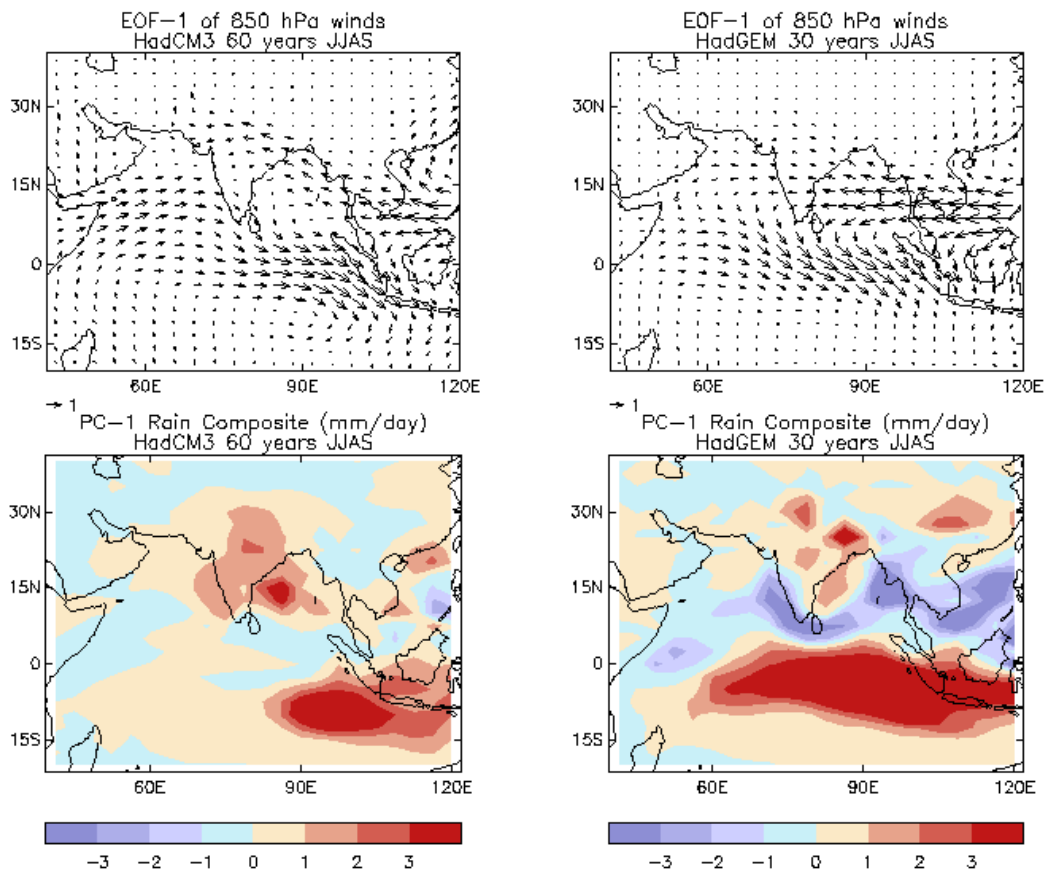 EOF-1 of 850 hPa winds
HadCM3 60 years JJAS
30N
15N
0
15S
60E
90E
120E
1
EOF-1 of 850 hPa winds
HadGEM 30 years JJAS
30N
15N
0
15S
60E
90E
120E
1
PC-1 Rain Composite (mm/day)
HadCM3 60 years JJAS
30N
15N
0
15S
60E
90E
120E
-3 -2 -1 0 1 2 3
PC-1 Rain Composite (mm/day)
HadGEM 30 years JJAS
30N
15N
0
15S
60E
90E
120E
-3 -2 -1 0 1 2 3